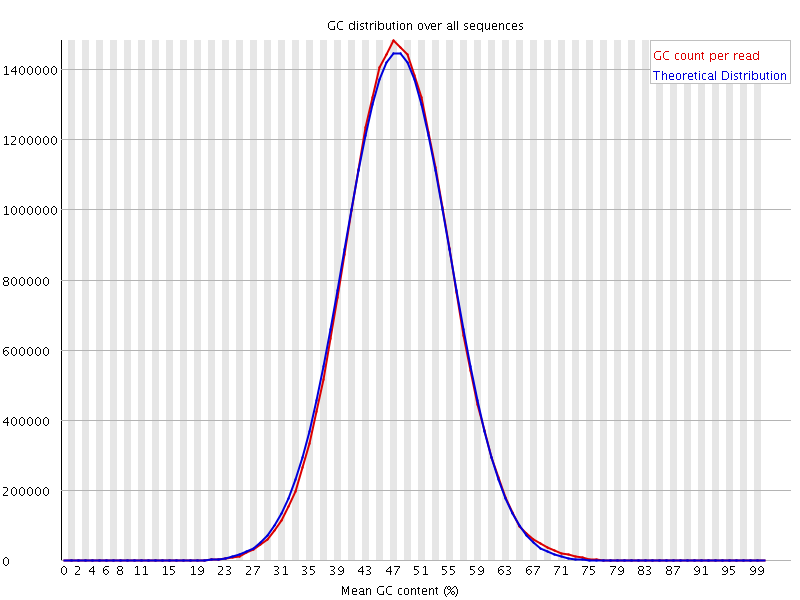 GC distribution over all sequences
GC count per read
Theoretical Distribution
1400000
1200000
1000000
800000
600000
400000
200000
0
0 2 4 6 8 11 15 19 23 27 31 35 39 43 47 51 55 59 63 67 71 75 79 83 87 91 95 99
Mean GC content (%)